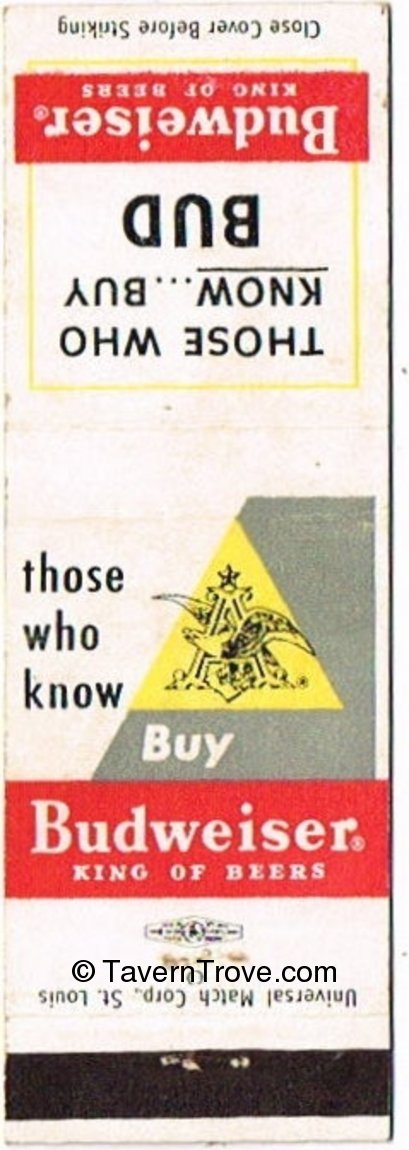 Close Cover Before Striking
Budweiser®
KING OF BEERS
THOSE WHO
KNOW...BUY
BUD
those
who
know
Buy
Budweiser®
KING OF BEERS
© TavernTrove.com
Universal Match Corp., St. Louis